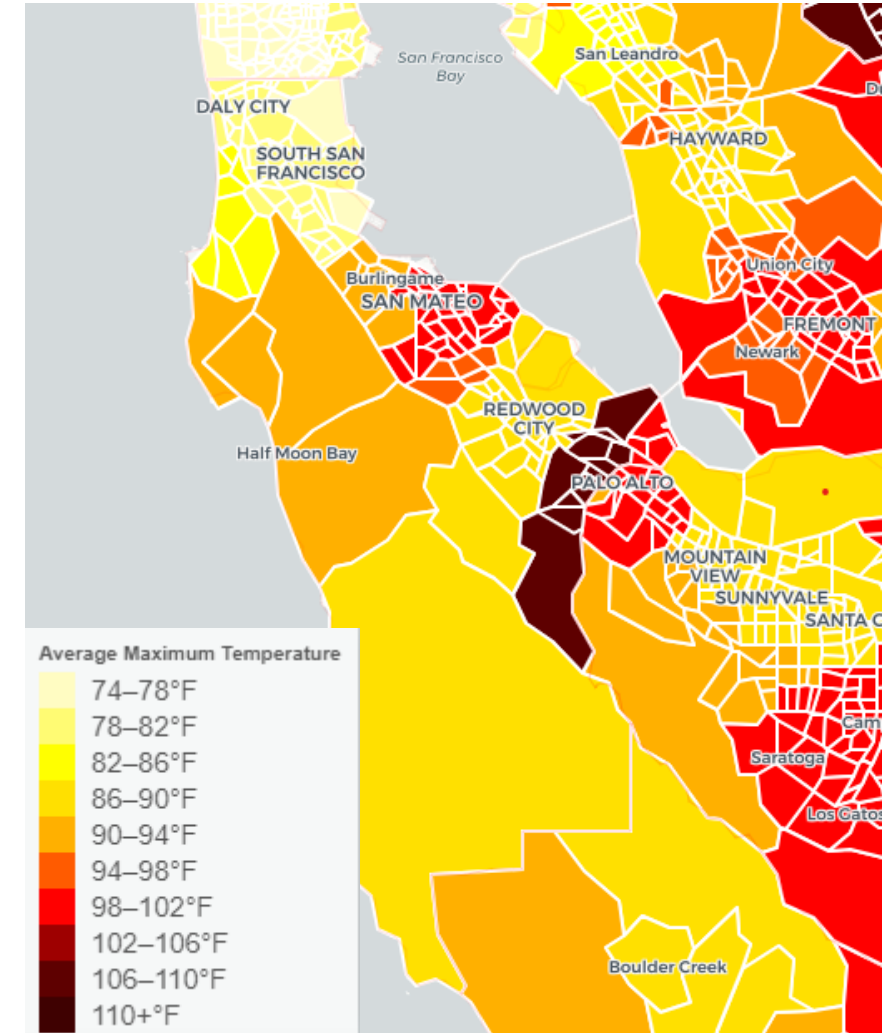 San Francisco
Bay
San Leandro
DALY CITY
HAYWARD
SOUTH SAN
FRANCISCO
Union City
Burlingame
SAN MATEO
FREMONT
Newark
REDWOOD
CITY
Half Moon Bay
PALO ALTO
MOUNTAIN
VIEW
SUNNYVALE
SANTA C
Average Maximum Temperature
74–78°F
78–82°F
82–86°F
86–90°F
90–94°F
94–98°F
98–102°F
102–106°F
106–110°F
110+°F
Cam
Saratoga
Los Gatos
Boulder Creek